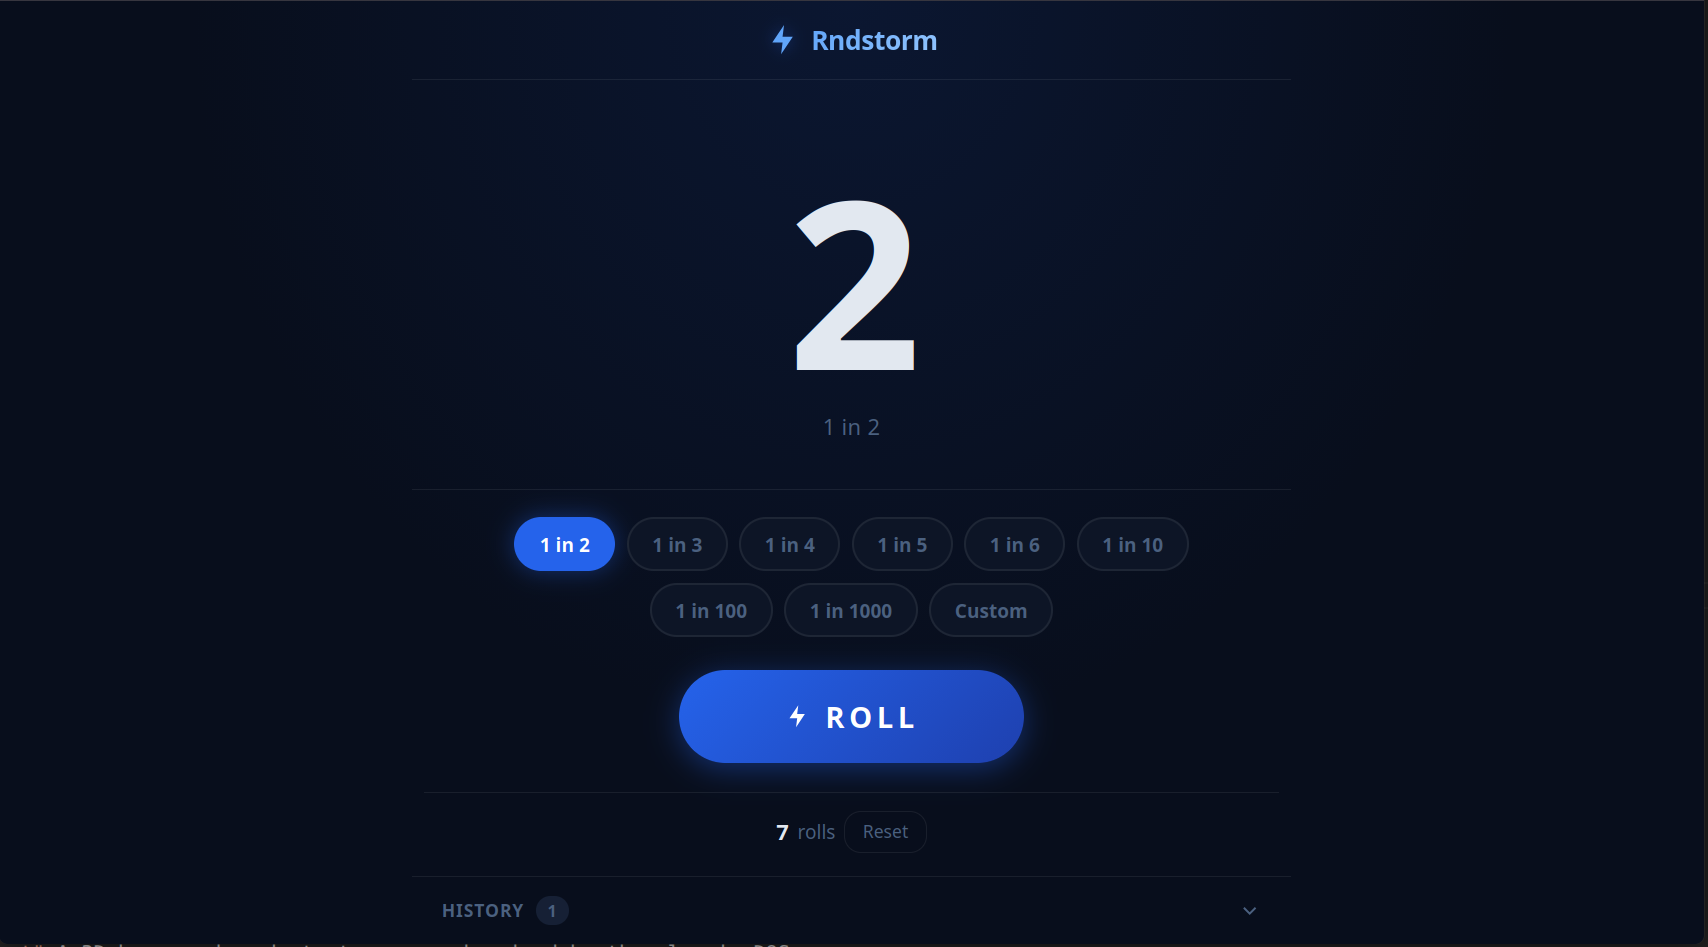 Rndstorm
2
1 in 2
1 in 2 1 in 3 1 in 4 1 in 5 1 in 6 1 in 10
1 in 100 1 in 1000 Custom
ROLL
7 rolls Reset
HISTORY 1